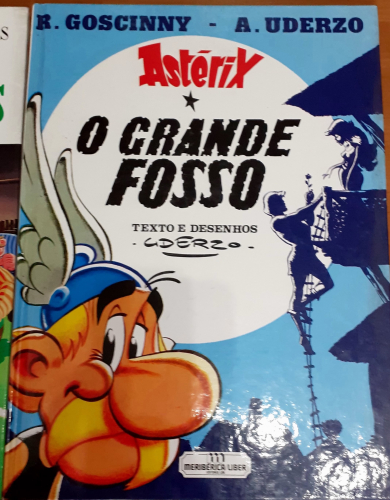 R. GOSCINNY - A. UDERZO
Astérix
O GRANDE
FOSSO
TEXTO E DESENHOS
- UDERZO -
MERIBÉRICA/LIBER